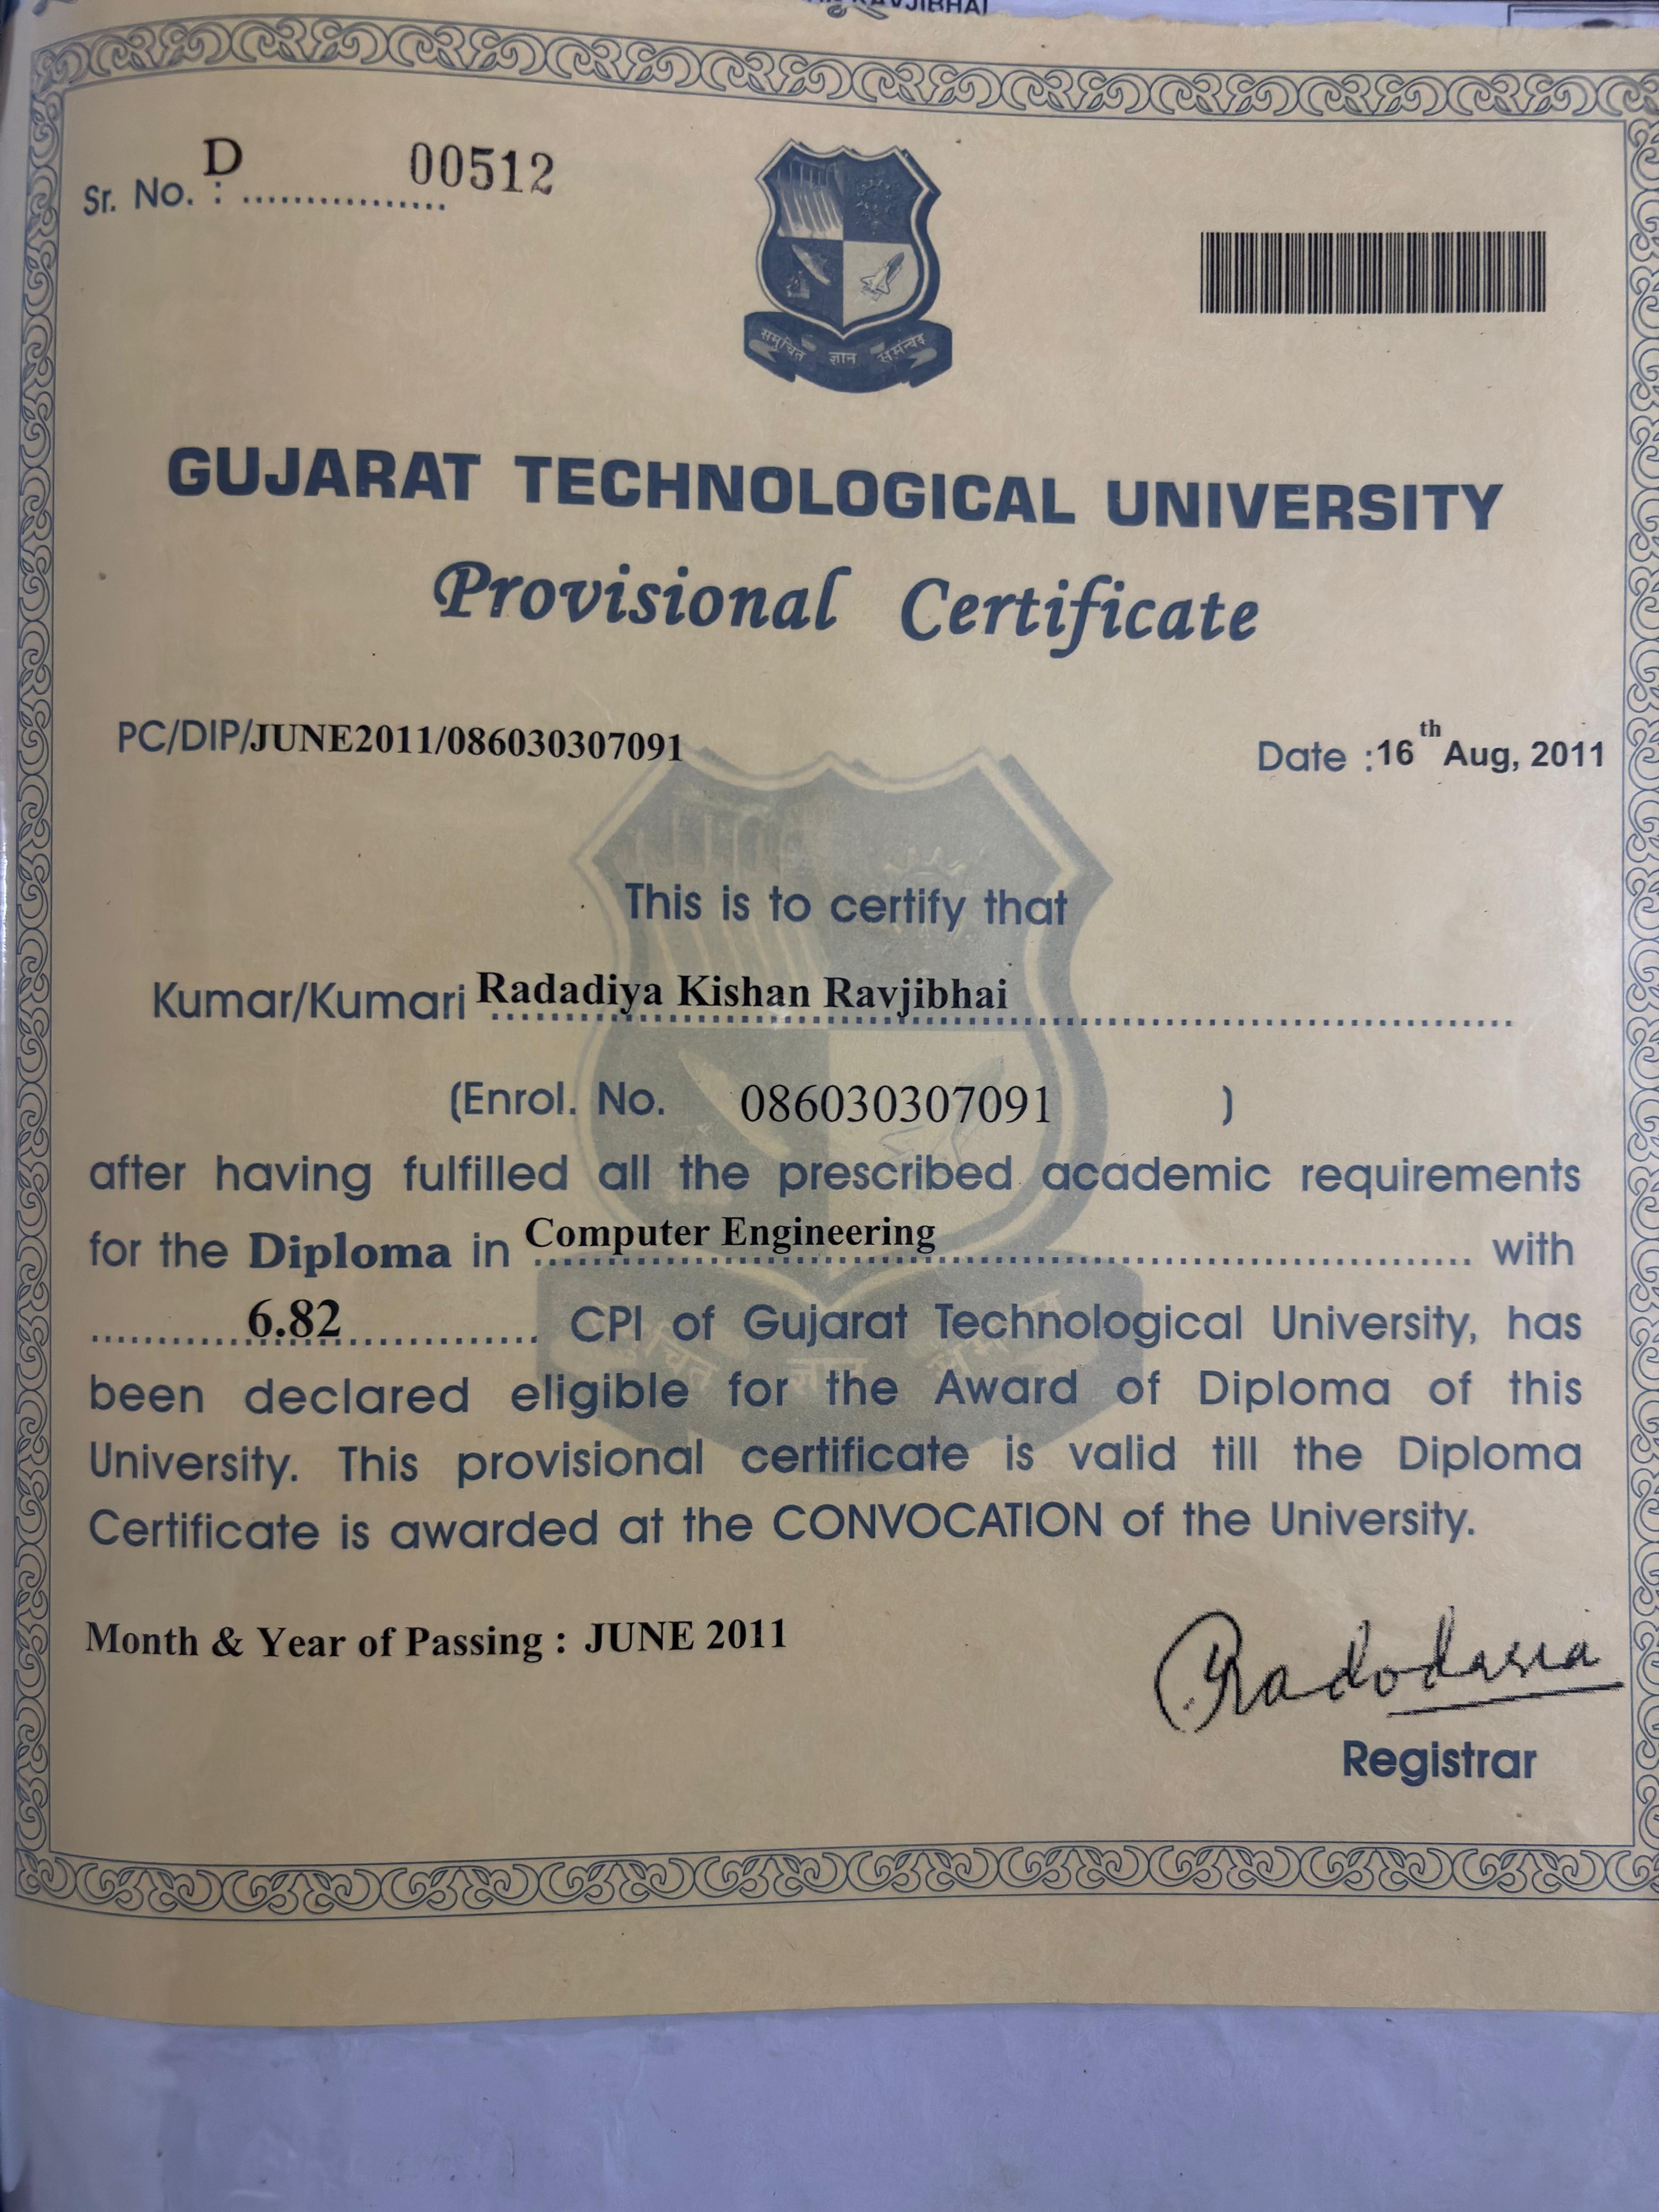 RAVJIBHAI
D 00512
Sr. No. : ................
समुचित ज्ञान समन्वद
GUJARAT TECHNOLOGICAL UNIVERSITY
Provisional Certificate
PC/DIP/JUNE2011/086030307091
Date :16th Aug, 2011
This is to certify that
Kumar/Kumari Radadiya Kishan Ravjibhai
(Enrol. No. 086030307091 )
after having fulfilled all the prescribed academic requirements
for the Diploma in Computer Engineering with
6.82 CPI of Gujarat Technological University, has
been declared eligible for the Award of Diploma of this
University. This provisional certificate is valid till the Diploma
Certificate is awarded at the CONVOCATION of the University.
Month & Year of Passing : JUNE 2011
Registrar